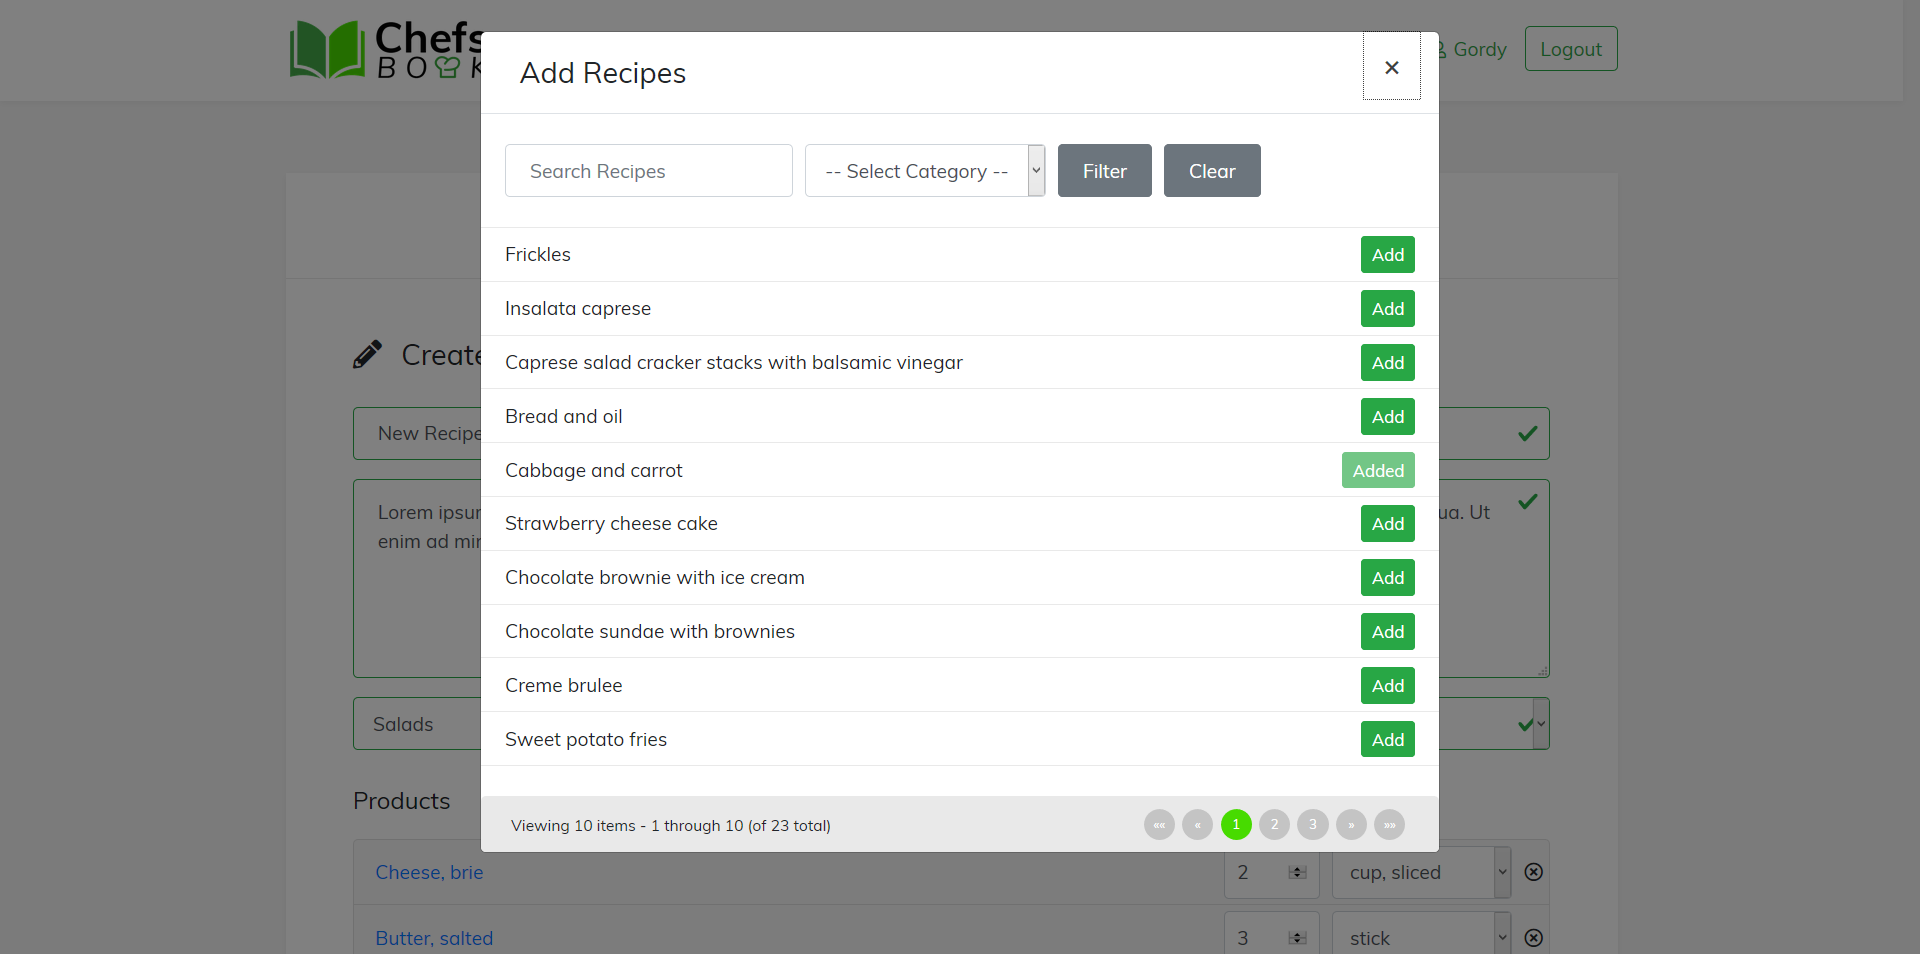 Chefs
BO K
Gordy
Logout
Add Recipes
×
Search Recipes
-- Select Category --
Filter
Clear
Frickles
Add
Insalata caprese
Add
Caprese salad cracker stacks with balsamic vinegar
Add
Bread and oil
Add
Cabbage and carrot
Added
Strawberry cheese cake
Add
Chocolate brownie with ice cream
Add
Chocolate sundae with brownies
Add
Creme brulee
Add
Sweet potato fries
Add
Viewing 10 items - 1 through 10 (of 23 total)
«« « 1 2 3 » »»
Create
New Recipe
Lorem ipsu ua. Ut
enim ad mi
Salads
Products
Cheese, brie
2
cup, sliced
Butter, salted
3
stick